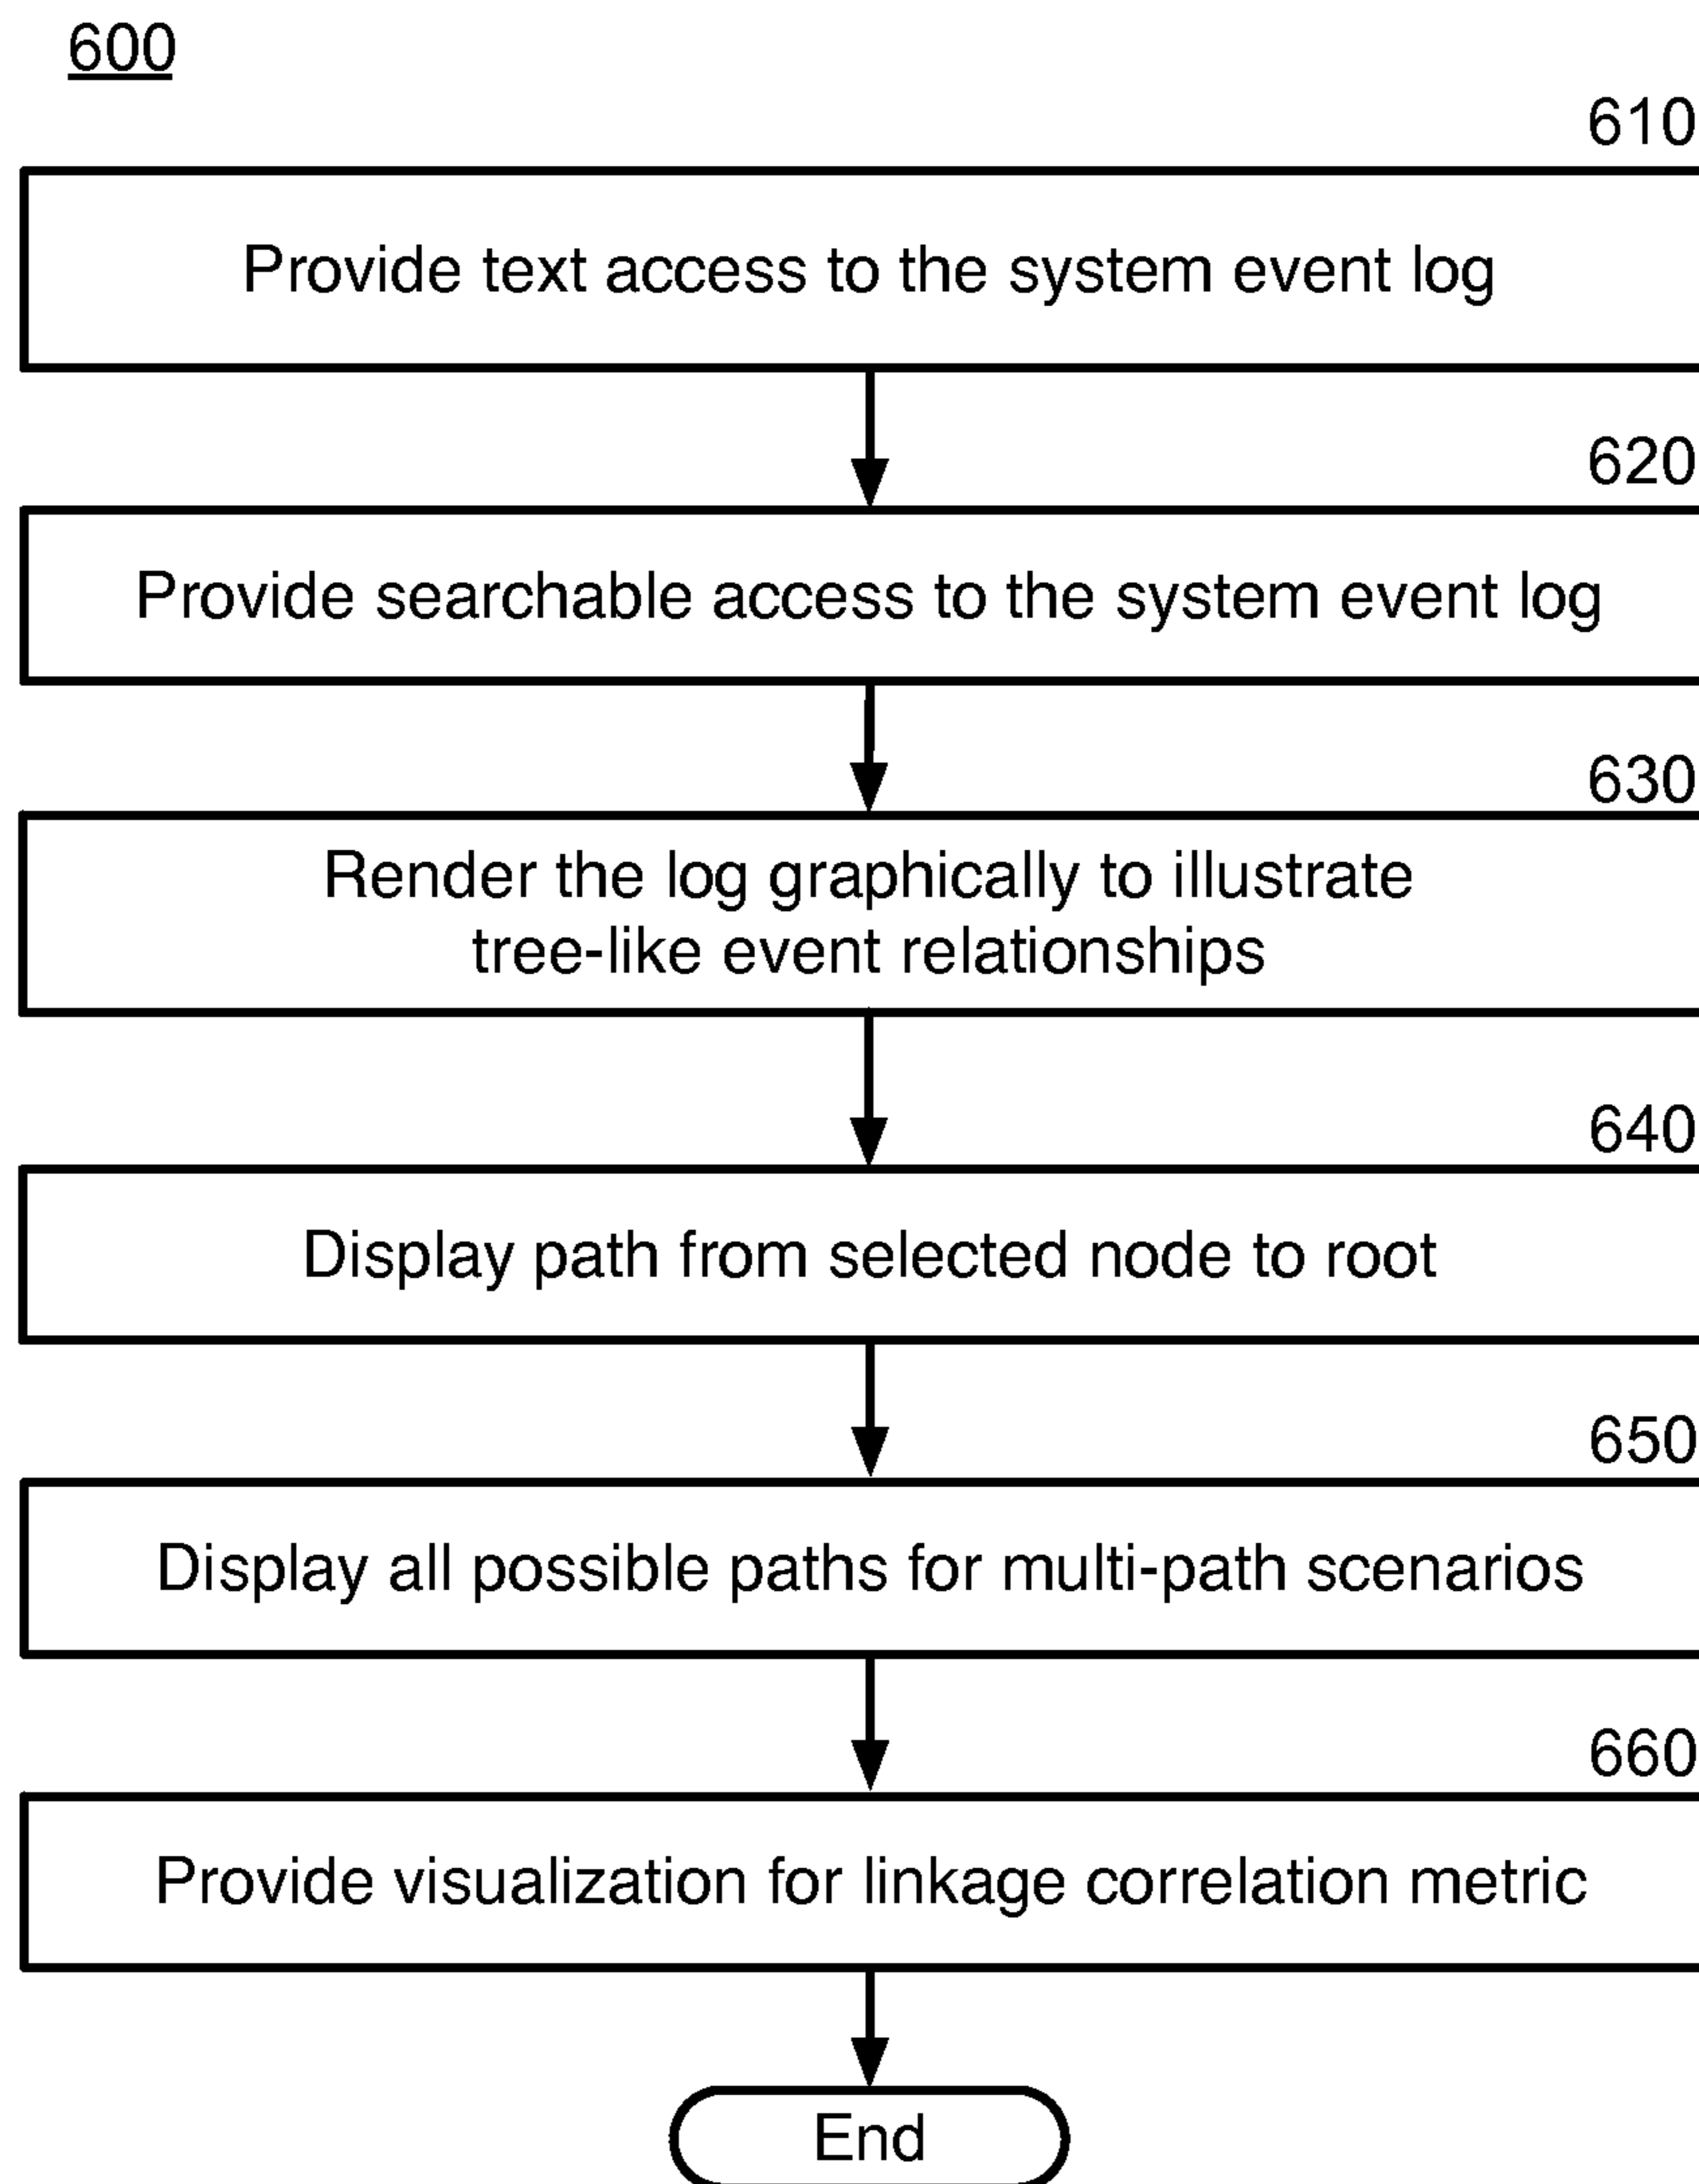 600
610
Provide text access to the system event log
620
Provide searchable access to the system event log
630
Render the log graphically to illustrate
tree-like event relationships
640
Display path from selected node to root
650
Display all possible paths for multi-path scenarios
660
Provide visualization for linkage correlation metric
End